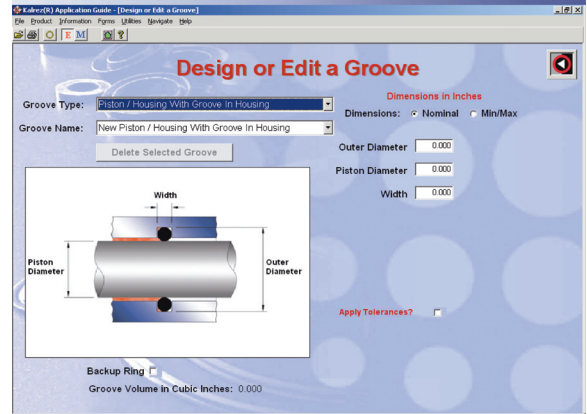 Kalrez(R) Application Guide - [Design or Edit a Groove]
File Product Information Forms Utilities Navigate Help
E M ?
Design or Edit a Groove
Groove Type: Piston / Housing With Groove In Housing
Groove Name: New Piston / Housing With Groove In Housing
Delete Selected Groove
Dimensions in Inches
Dimensions: Nominal Min/Max
Outer Diameter 0.000
Piston Diameter 0.000
Width 0.000
Width
Piston Diameter
Outer Diameter
Apply Tolerances?
Backup Ring
Groove Volume in Cubic Inches: 0.000